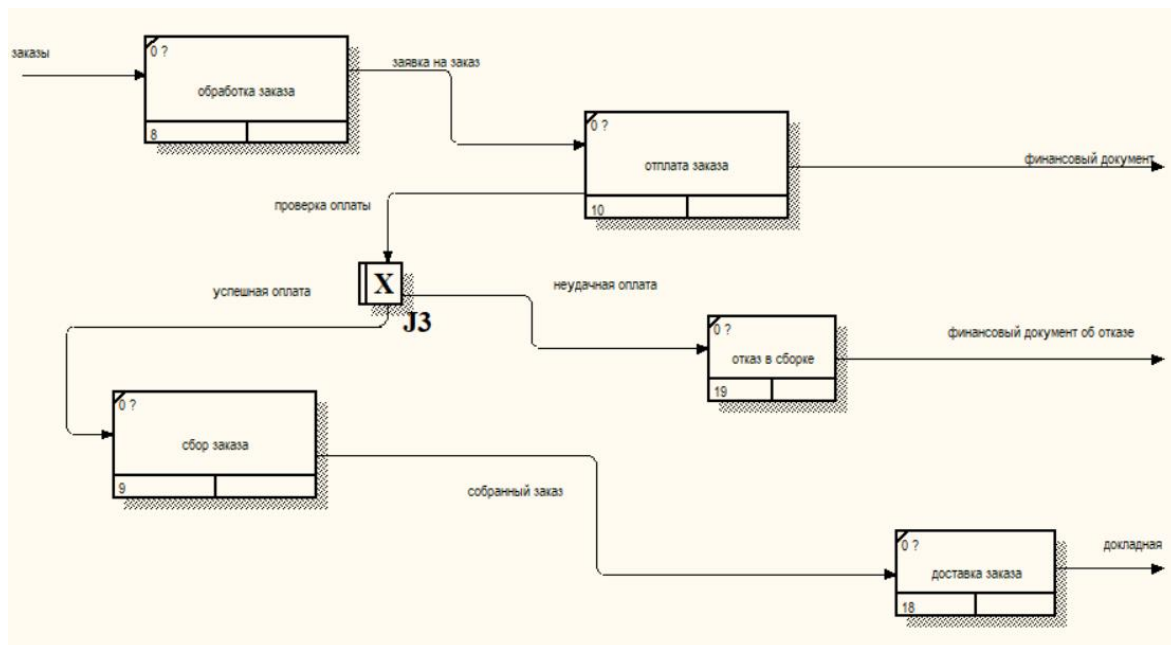 заказы
0 ?
обработка заказа
8
заявка на заказ
0 ?
отплата заказа
10
финансовый документ
проверка оплаты
X
J3
успешная оплата
неудачная оплата
0 ?
отказ в сборке
19
финансовый документ об отказе
0 ?
сбор заказа
9
собранный заказ
0 ?
доставка заказа
18
докладная